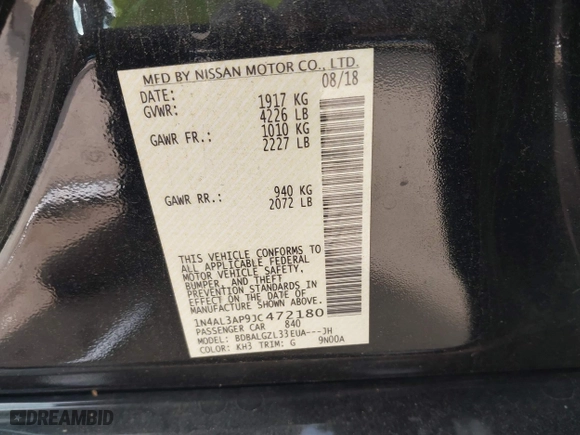 MFD BY NISSAN MOTOR CO., LTD.
DATE: 08/18
GVWR: 1917 KG
4226 LB
GAWR FR.: 1010 KG
2227 LB
GAWR RR.: 940 KG
2072 LB
THIS VEHICLE CONFORMS TO
ALL APPLICABLE FEDERAL
MOTOR VEHICLE SAFETY,
BUMPER, AND THEFT
PREVENTION STANDARDS
IN EFFECT ON THE DATE OF
MANUFACTURE SHOWN ABOVE.
1N4AL3AP9JC472180
PASSENGER CAR 840
MODEL: BDBALGZL33EUA---JH
COLOR: KH3 TRIM: G 9N00A
DREAMBID